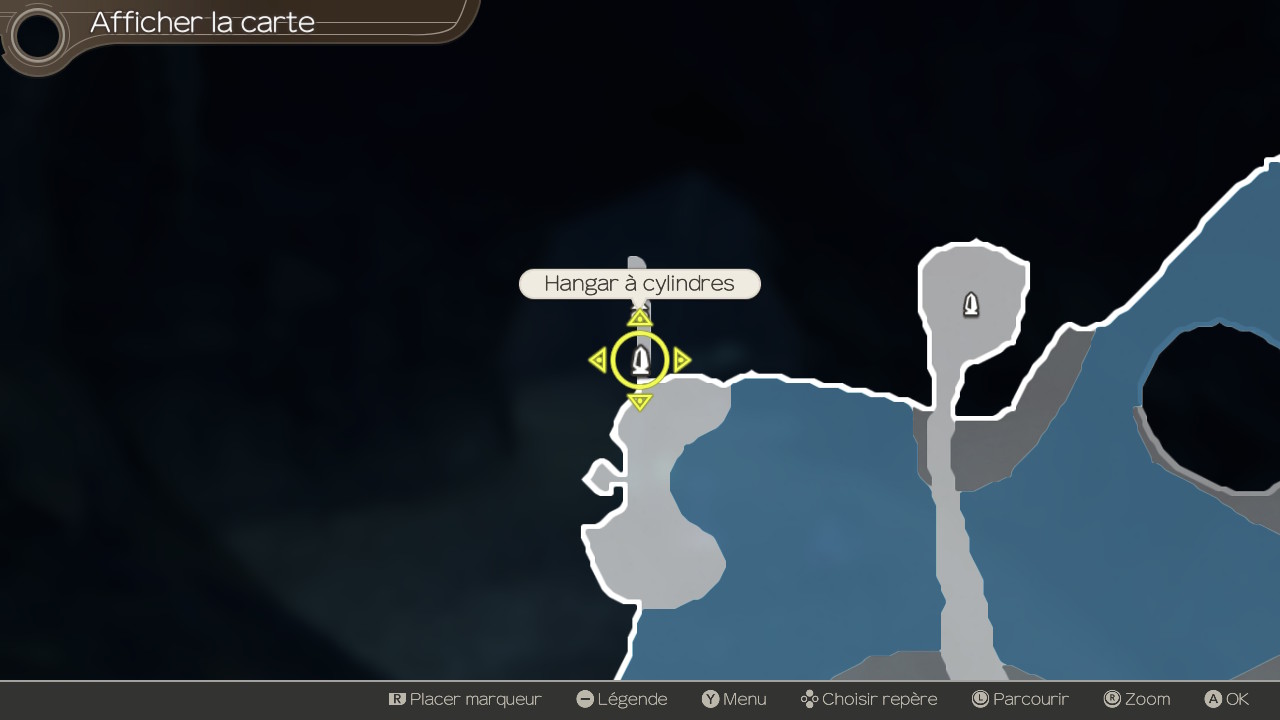 Afficher la carte
Hangar à cylindres
R Placer marqueur − Légende Y Menu Choisir repère L Parcourir R Zoom A OK